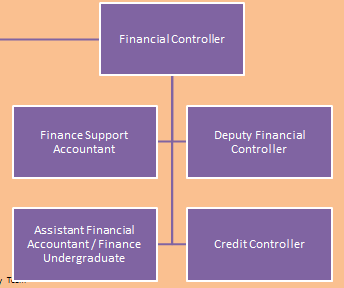 Financial Controller
Finance Support
Accountant
Deputy Financial
Controller
Assistant Financial
Accountant / Finance
Undergraduate
Credit Controller